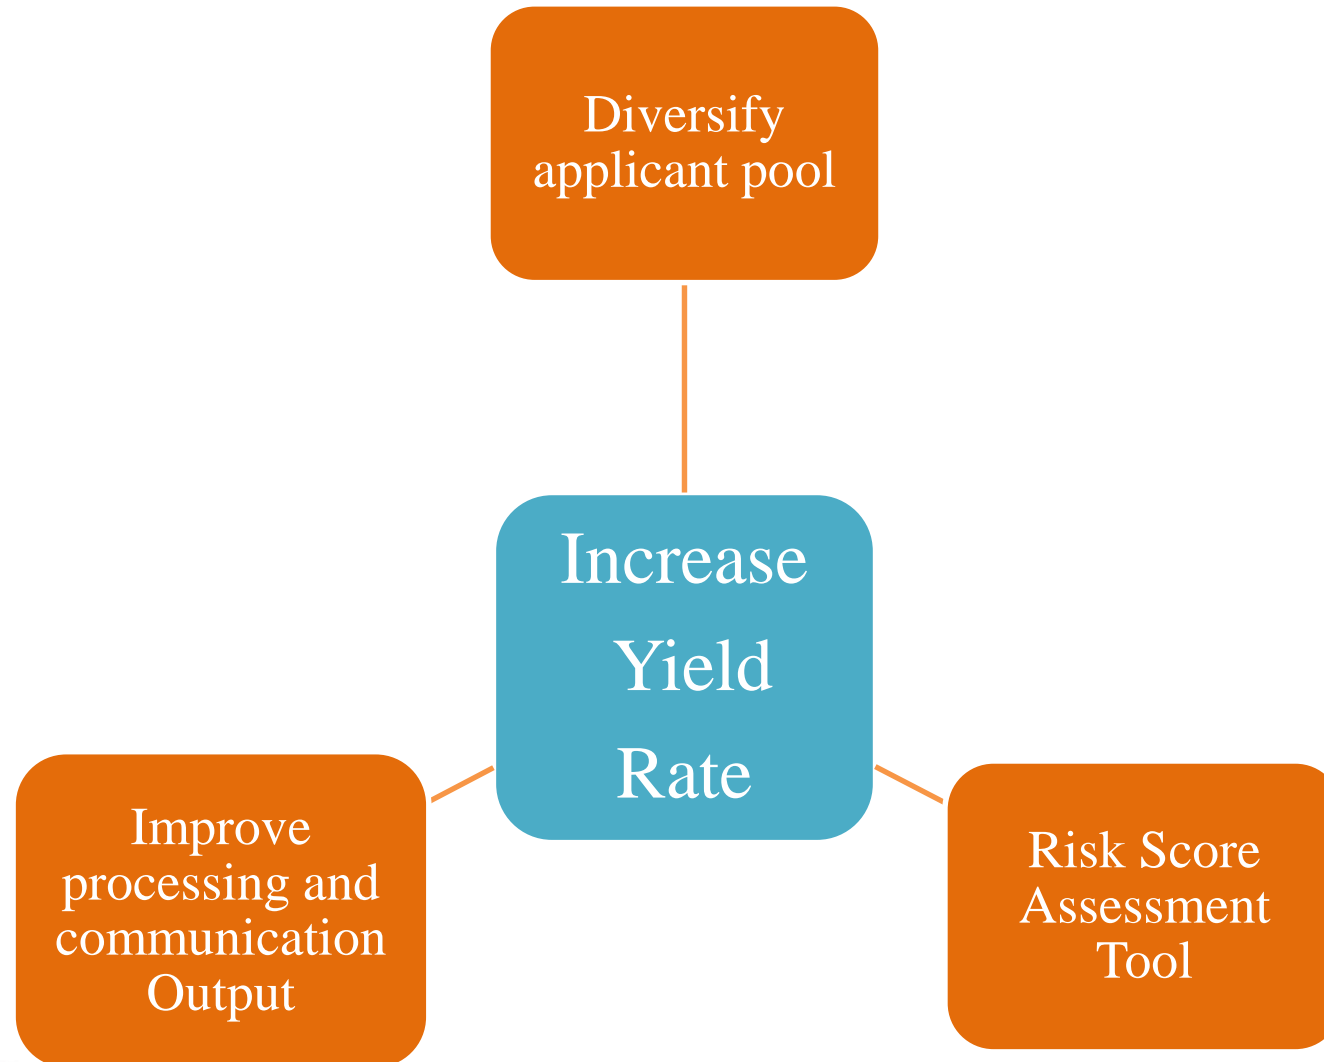 Diversify
applicant pool
Increase
Yield
Rate
Improve
processing and
communication
Output
Risk Score
Assessment
Tool